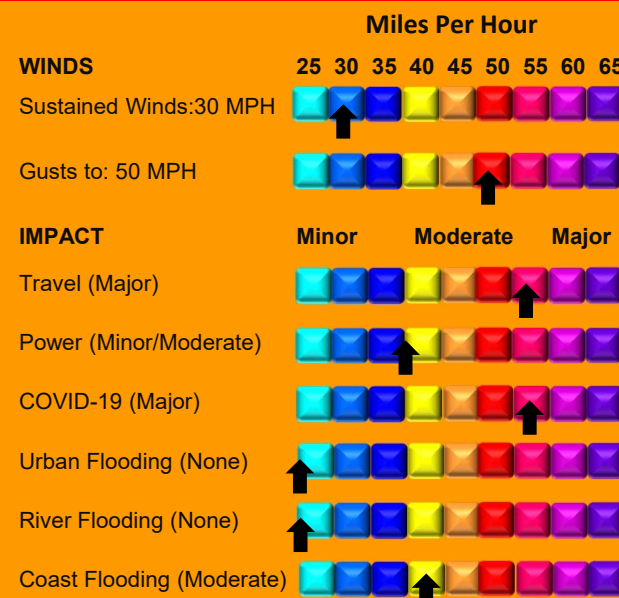 Miles Per Hour
WINDS 25 30 35 40 45 50 55 60 65
Sustained Winds:30 MPH
Gusts to: 50 MPH
IMPACT Minor Moderate Major
Travel (Major)
Power (Minor/Moderate)
COVID-19 (Major)
Urban Flooding (None)
River Flooding (None)
Coast Flooding (Moderate)